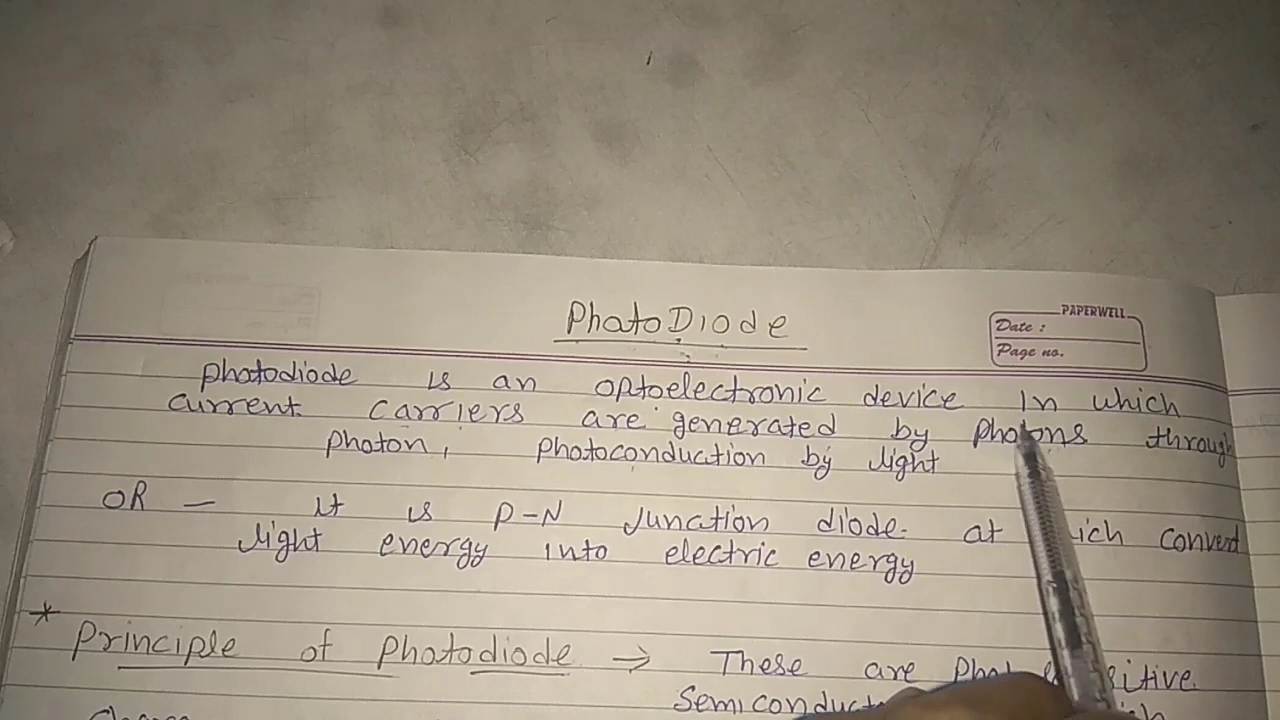 PhotoDiode
PAPERWELL
Date :
Page no.
Photodiode is an optoelectronic device in which
current carriers are generated by photons through
photon, photoconduction by light
OR - It is P-N Junction diode. at convert
light energy into electric energy
* Principle of Photodiode ⇒ These are